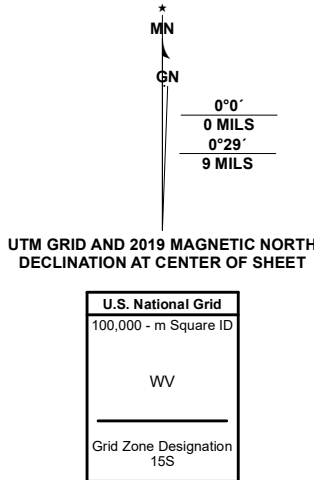 MN
GN
0°0´
0 MILS
0°29´
9 MILS
UTM GRID AND 2019 MAGNETIC NORTH
DECLINATION AT CENTER OF SHEET
U.S. National Grid
100,000 - m Square ID
WV
Grid Zone Designation
15S